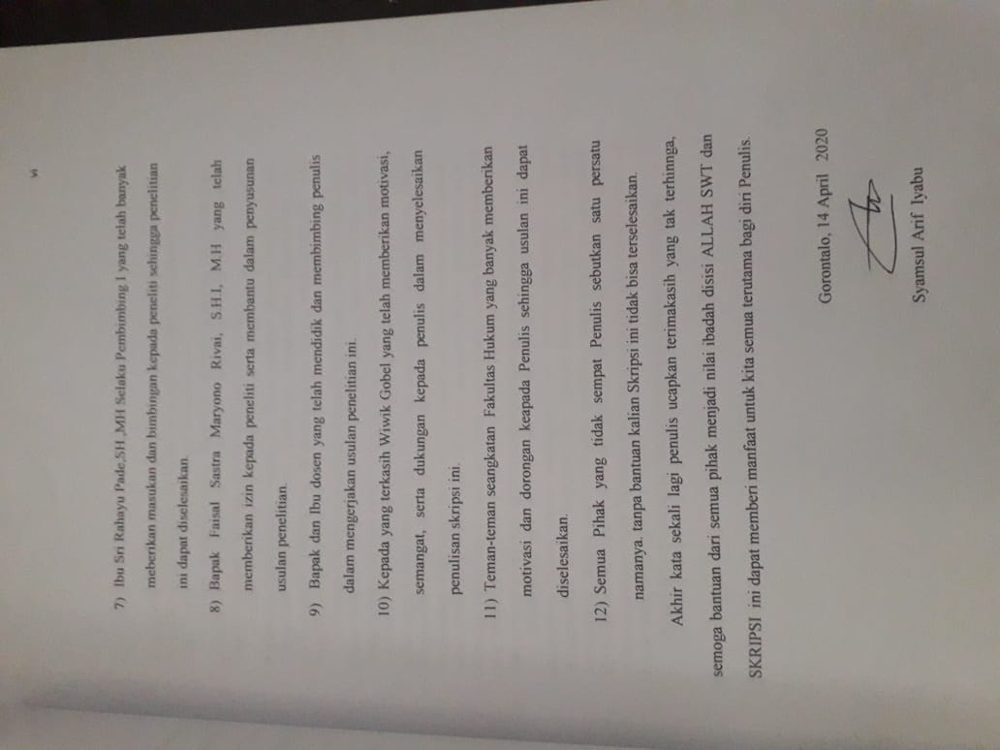 vi
7) Ibu Sri Rahayu Pade,SH ,MH Selaku Pembimbing I yang telah banyak
meberikan masukan dan bimbingan kepada peneliti sehingga penelitian
ini dapat diselesaikan.
8) Bapak Faisal Sastra Maryono Rivai, S.H.I, M.H yang telah
memberikan izin kepada peneliti serta membantu dalam penyusunan
usulan penelitian.
9) Bapak dan Ibu dosen yang telah mendidik dan membimbing penulis
dalam mengerjakan usulan penelitian ini.
10) Kepada yang terkasih Wiwik Gobel yang telah memberikan motivasi,
semangat, serta dukungan kepada penulis dalam menyelesaikan
penulisan skripsi ini.
11) Teman-teman seangkatan Fakultas Hukum yang banyak memberikan
motivasi dan dorongan keapada Penulis sehingga usulan ini dapat
diselesaikan.
12) Semua Pihak yang tidak sempat Penulis sebutkan satu persatu
namanya. tanpa bantuan kalian Skripsi ini tidak bisa terselesaikan.
Akhir kata sekali lagi penulis ucapkan terimakasih yang tak terhinnga,
semoga bantuan dari semua pihak menjadi nilai ibadah disisi ALLAH SWT dan
SKRIPSI ini dapat memberi manfaat untuk kita semua terutama bagi diri Penulis.
Gorontalo, 14 April 2020
Syamsul Arif Iyabu